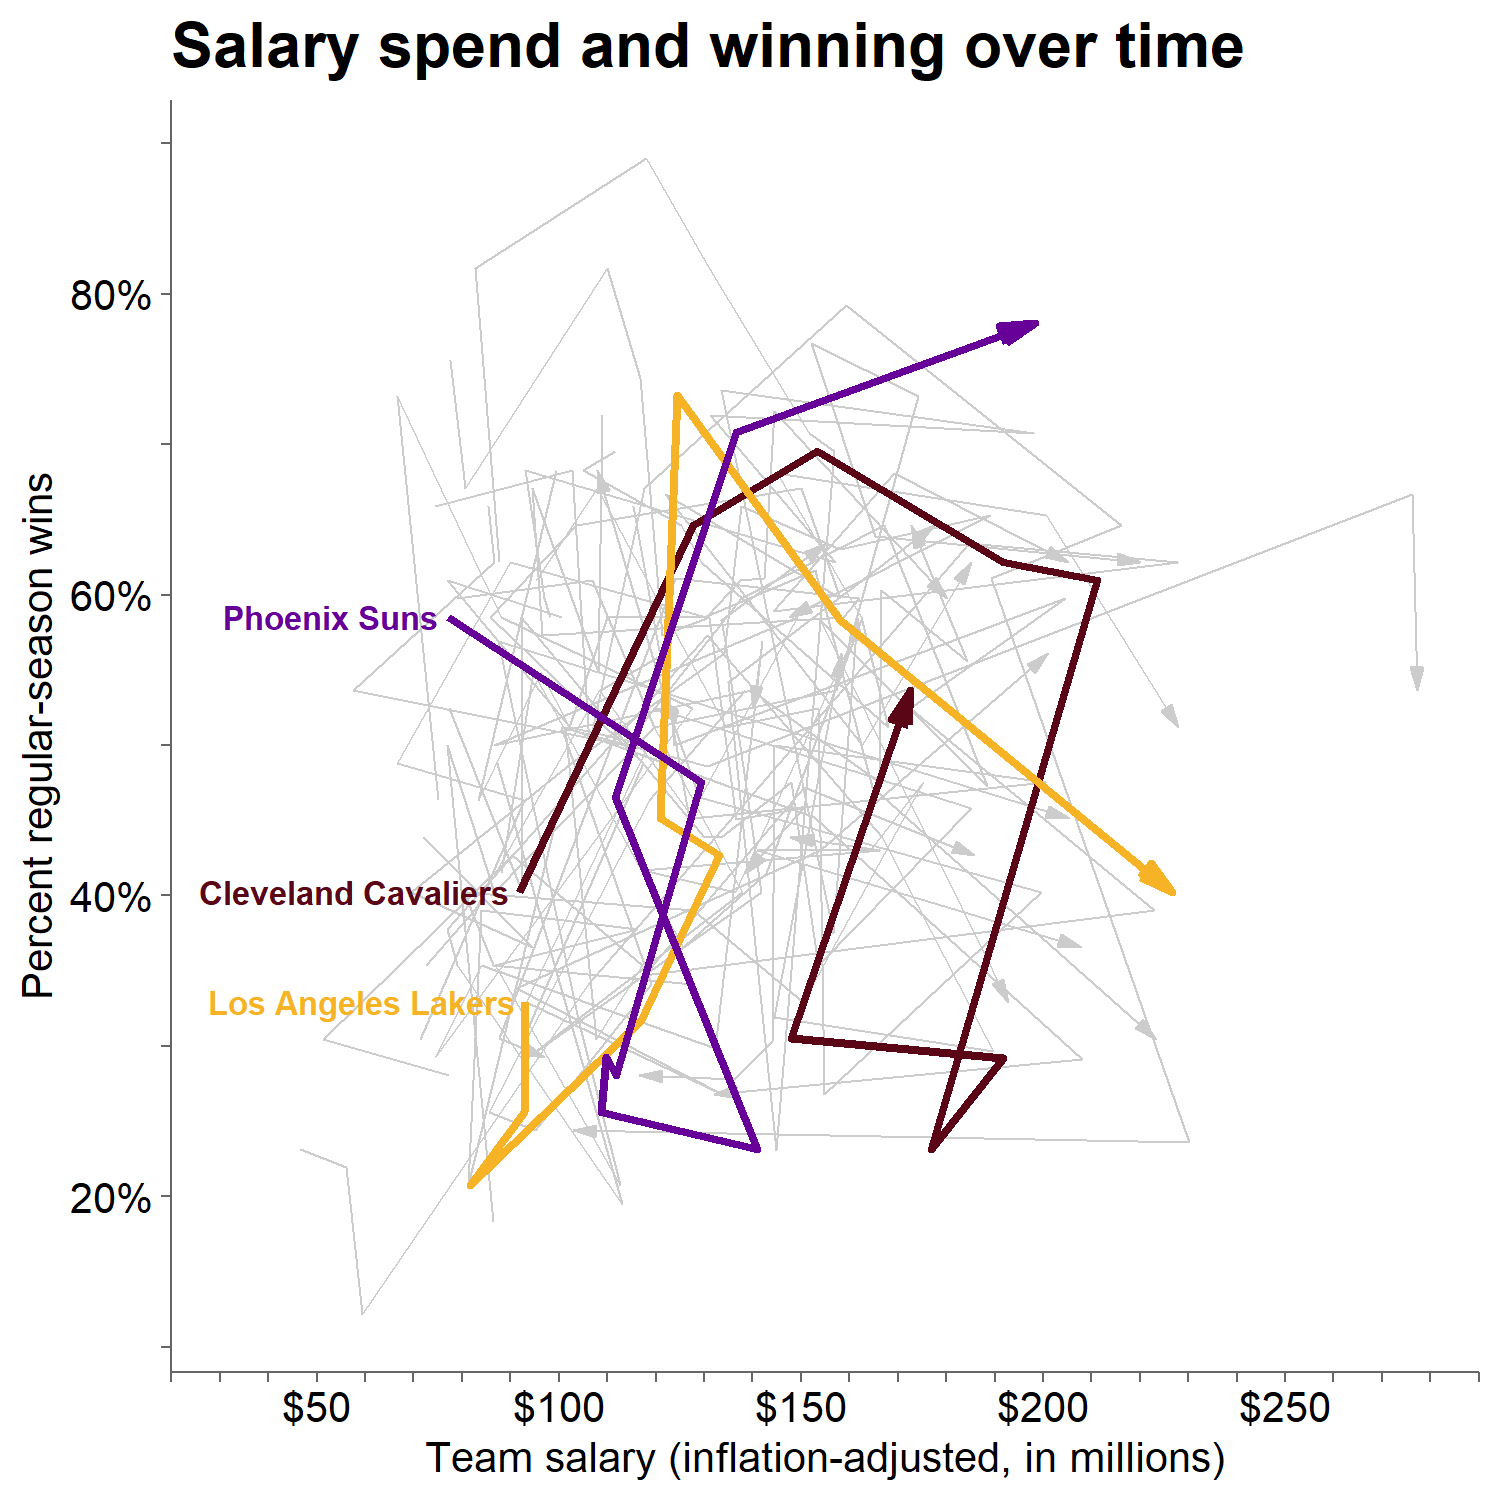 Salary spend and winning over time
Percent regular-season wins
80%
60%
40%
20%
Phoenix Suns
Cleveland Cavaliers
Los Angeles Lakers
$50
$100
$150
$200
$250
Team salary (inflation-adjusted, in millions)